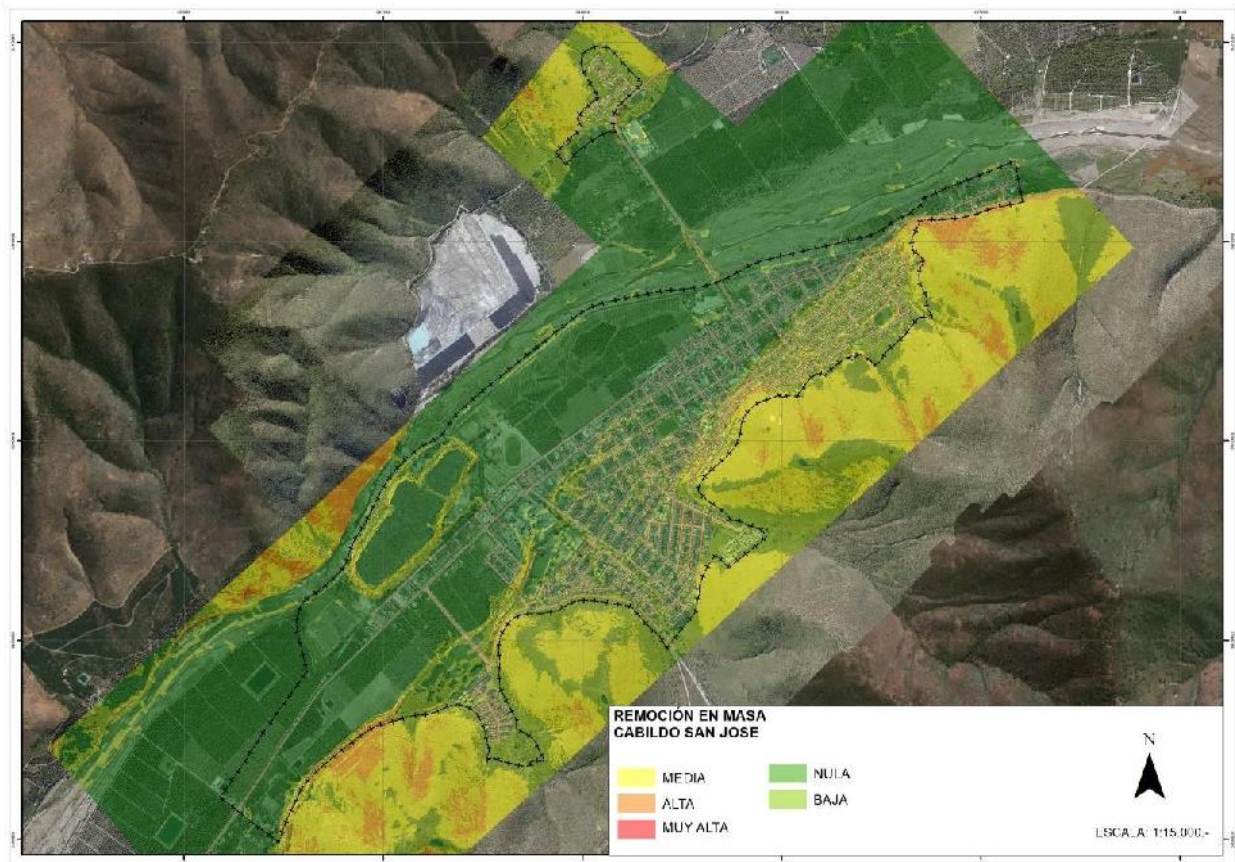 REMOCIÓN EN MASA
CABILDO SAN JOSE
MEDIA
ALTA
MUY ALTA
NULA
BAJA
N
ESCALA: 1:15,000.-